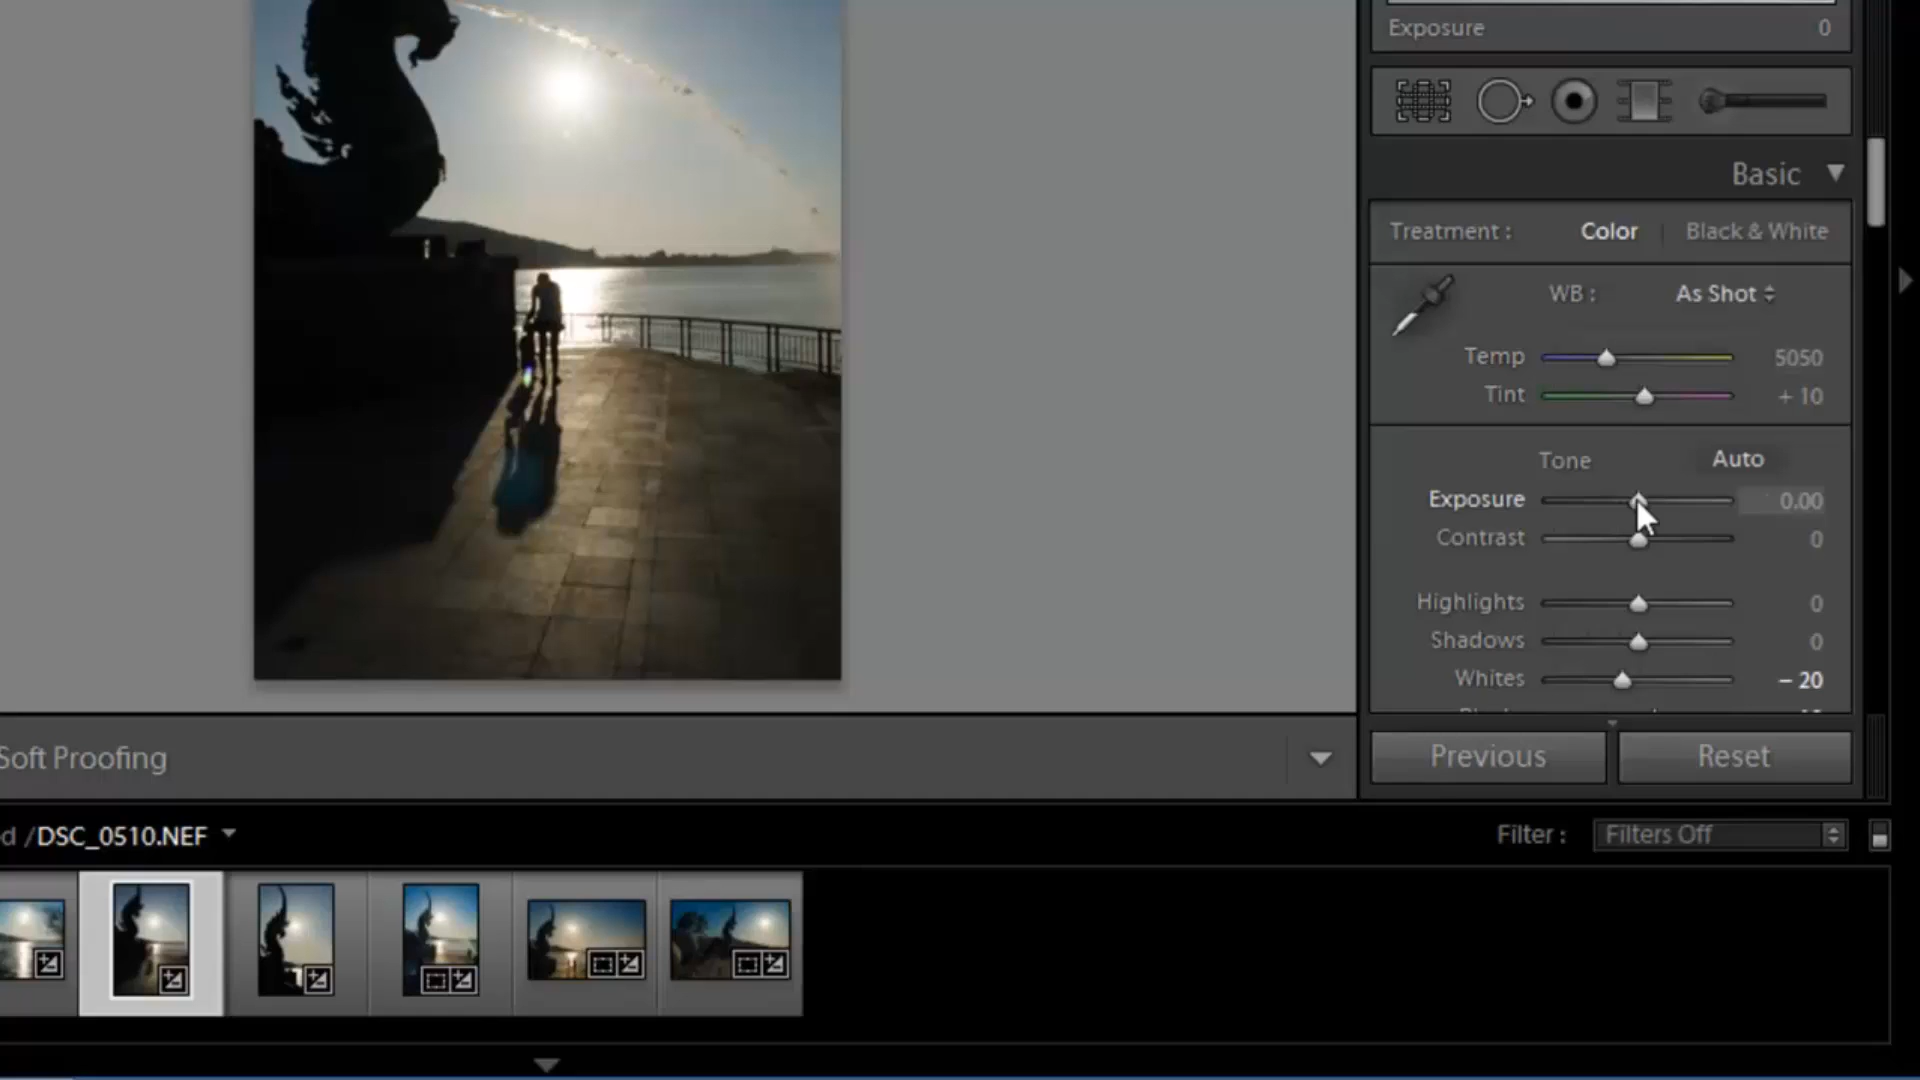 Exposure 0
Basic
Treatment : Color Black & White
WB : As Shot
Temp 5050
Tint + 10
Tone Auto
Exposure 0.00
Contrast 0
Highlights 0
Shadows 0
Whites – 20
Soft Proofing
Previous Reset
d /DSC_0510.NEF
Filter : Filters Off